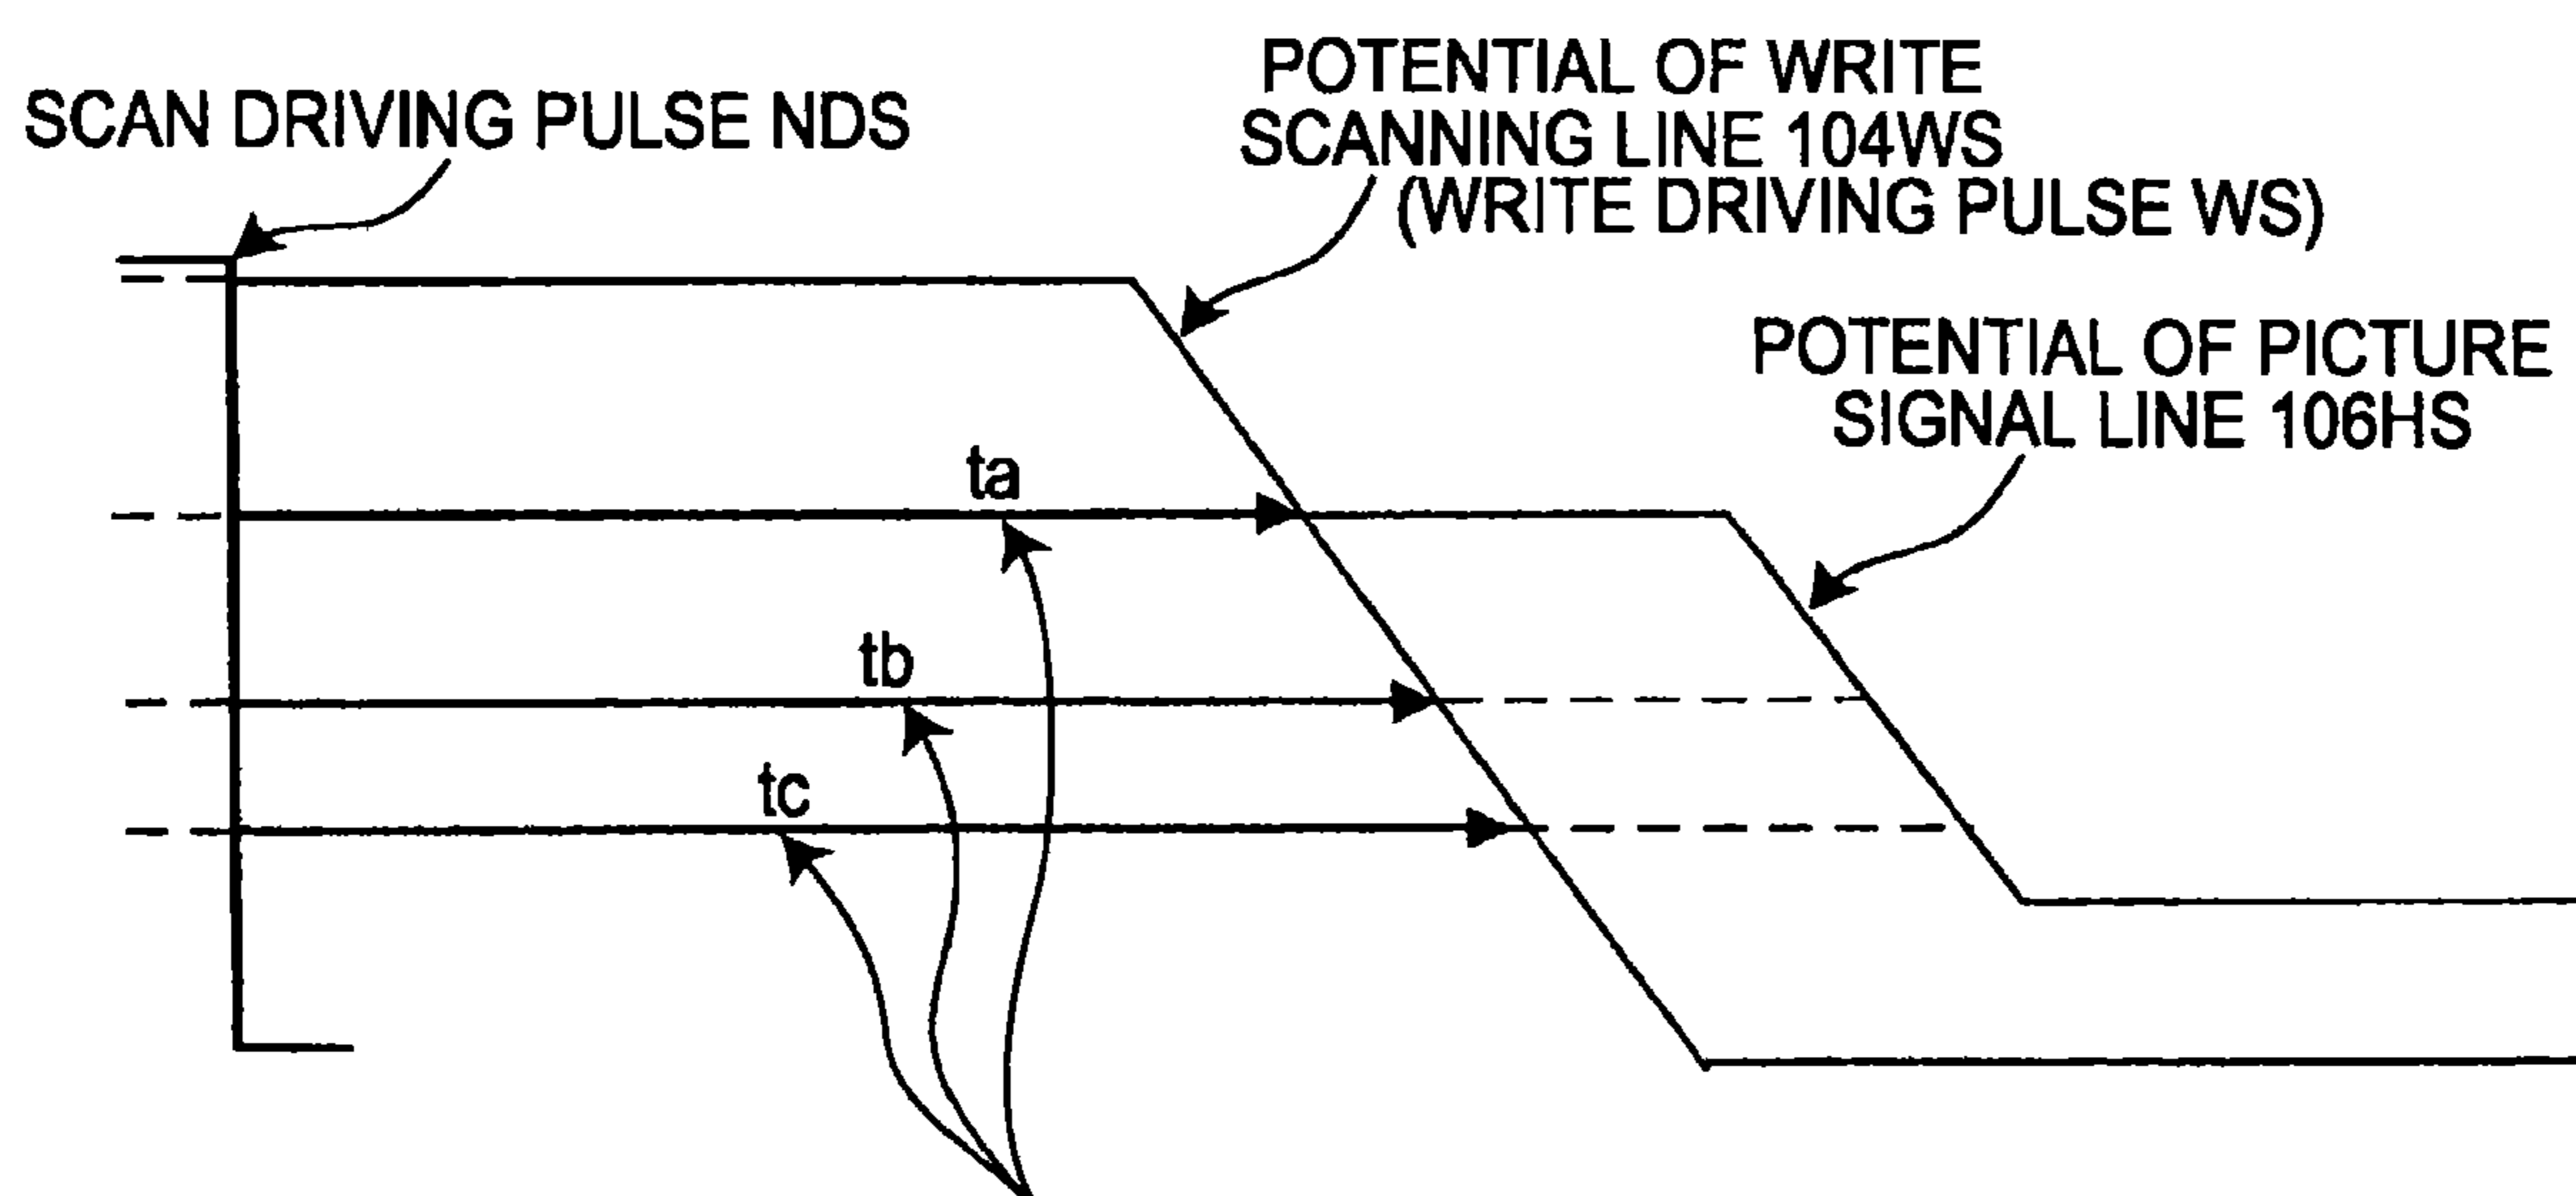 SCAN DRIVING PULSE NDS
POTENTIAL OF WRITE
SCANNING LINE 104WS
(WRITE DRIVING PULSE WS)
POTENTIAL OF PICTURE
SIGNAL LINE 106HS
ta
tb
tc